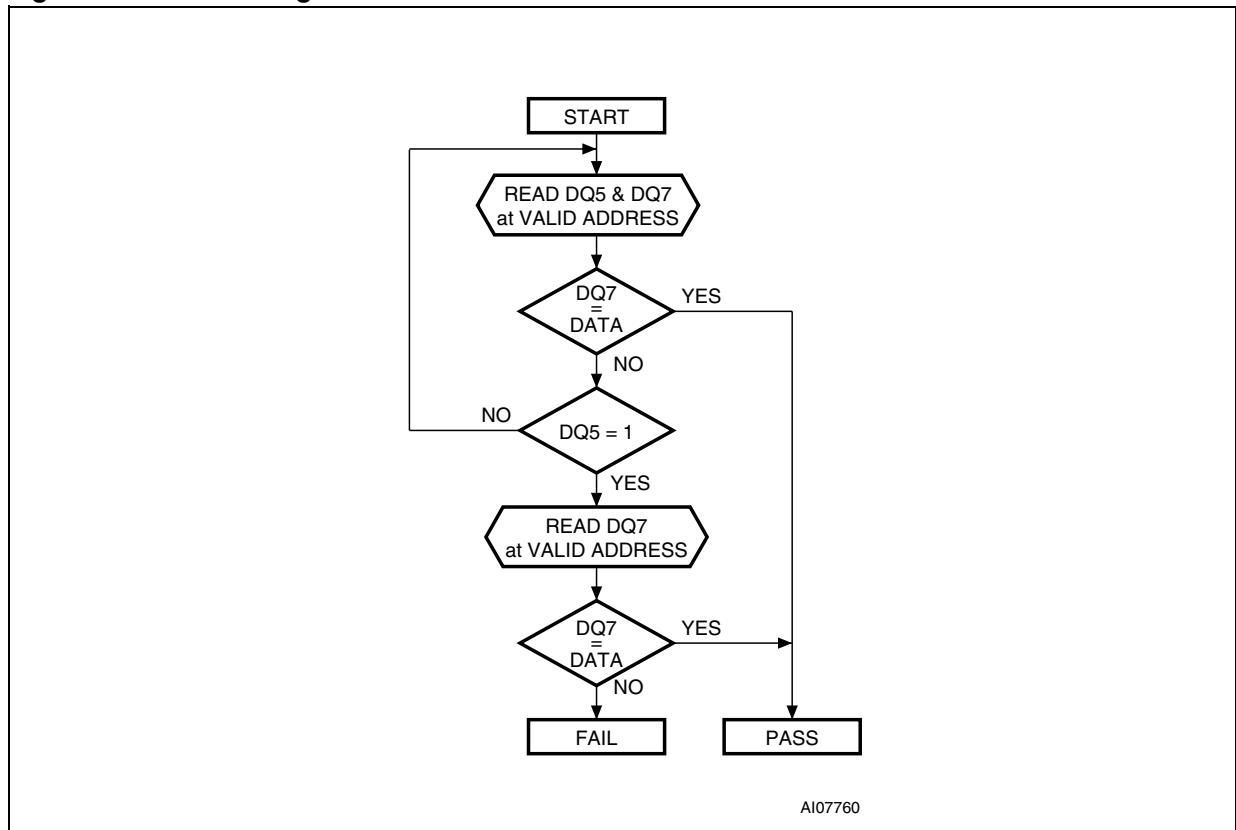 START
READ DQ5 & DQ7
at VALID ADDRESS
DQ7
=
DATA
YES
NO
DQ5 = 1
NO
YES
READ DQ7
at VALID ADDRESS
DQ7
=
DATA
YES
NO
FAIL
PASS
AI07760